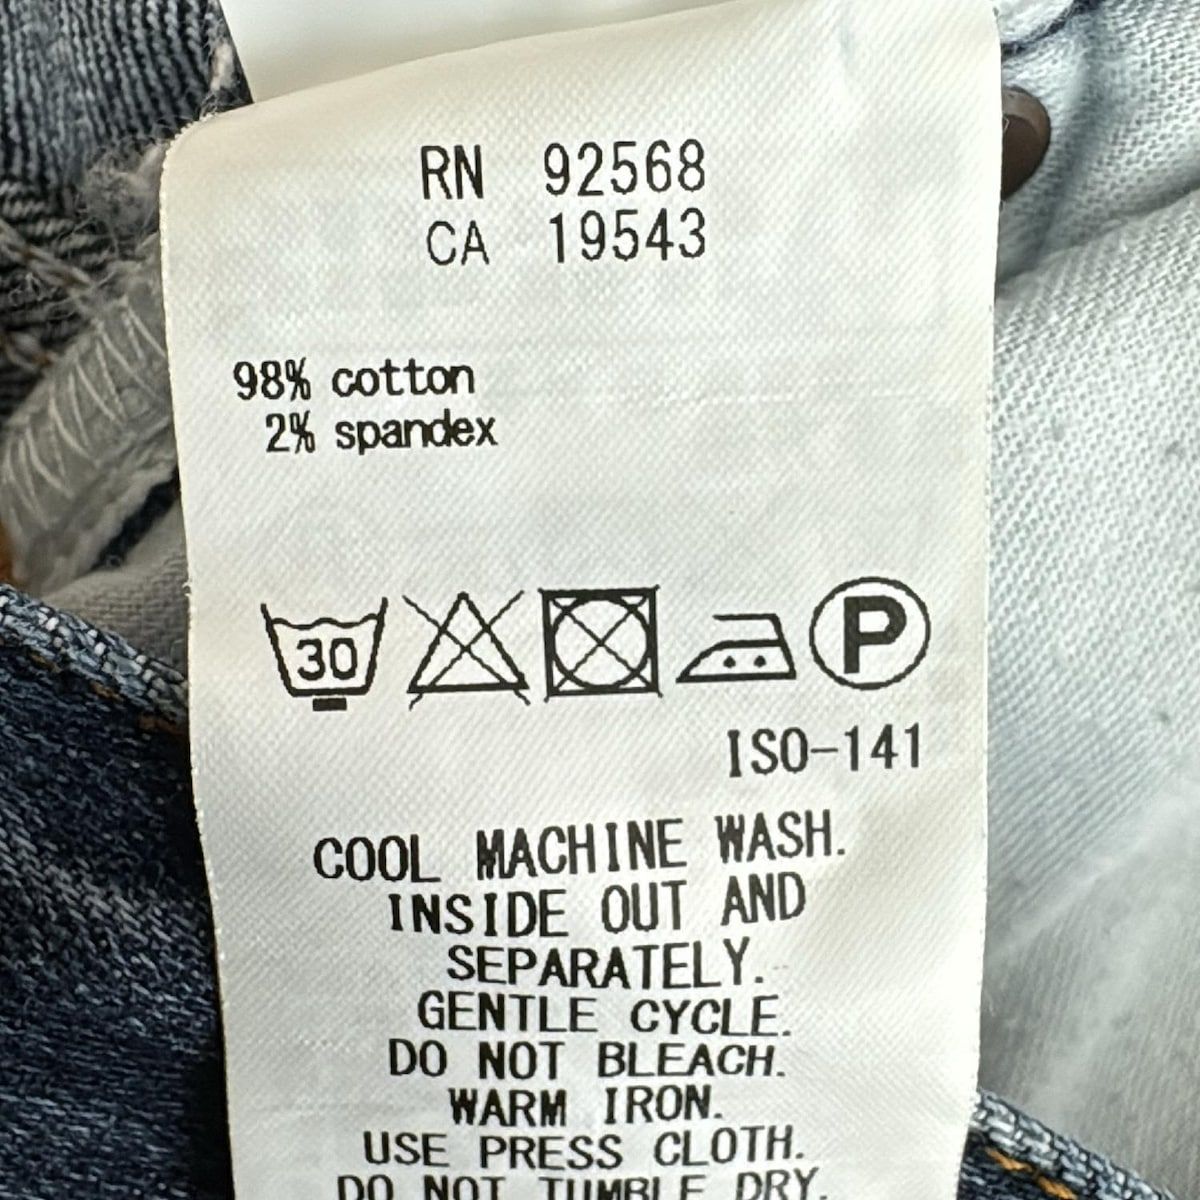 RN 92568
CA 19543
98% cotton
2% spandex
30 P
ISO-141
COOL MACHINE WASH.
INSIDE OUT AND
SEPARATELY.
GENTLE CYCLE.
DO NOT BLEACH.
WARM IRON.
USE PRESS CLOTH.
DO NOT TUMBLE DRY.